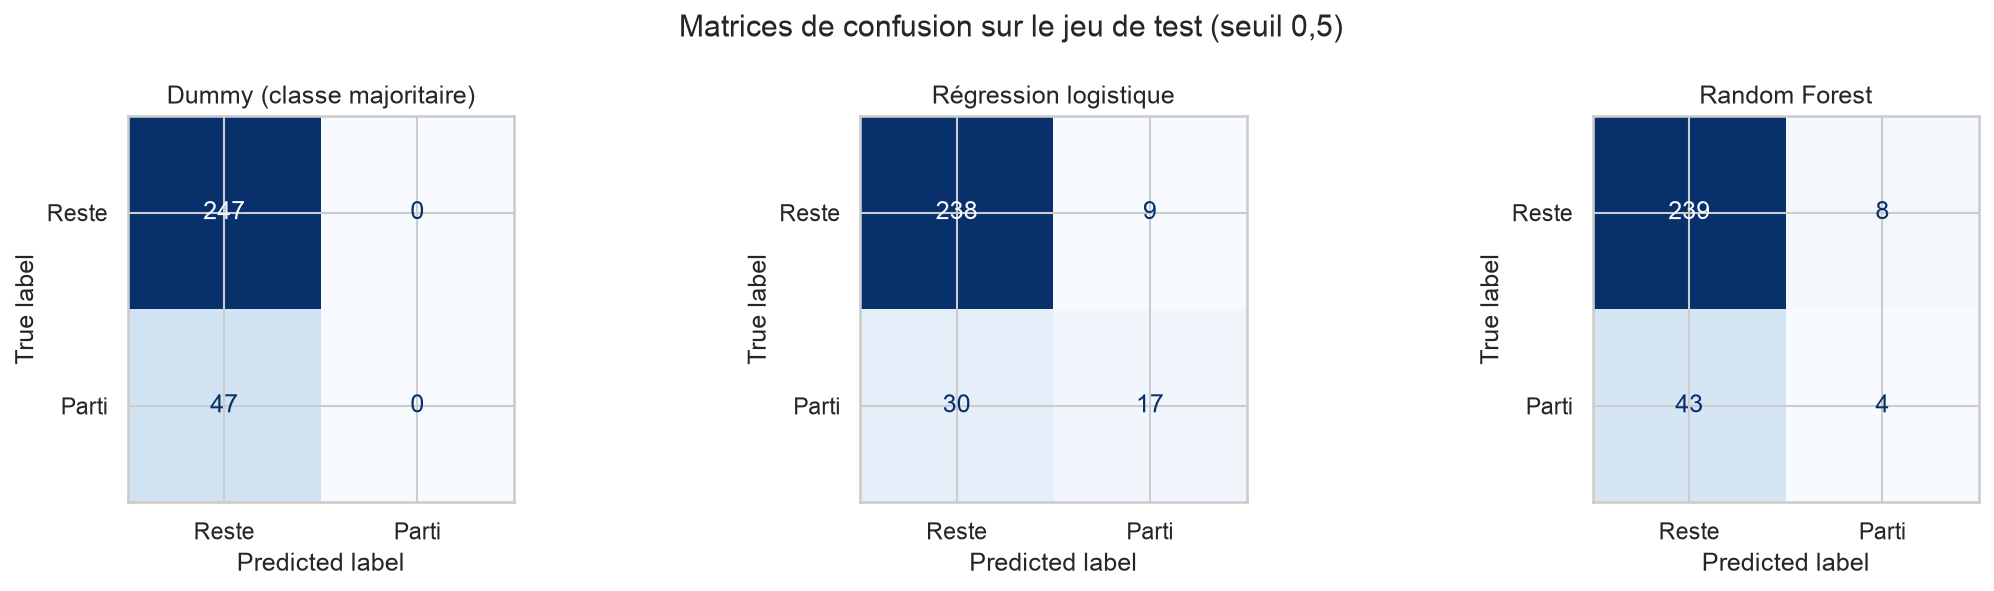 Matrices de confusion sur le jeu de test (seuil 0,5)
Dummy (classe majoritaire)
True label
Reste
247
0
Parti
47
0
Reste
Parti
Predicted label
Régression logistique
True label
Reste
238
9
Parti
30
17
Reste
Parti
Predicted label
Random Forest
True label
Reste
239
8
Parti
43
4
Reste
Parti
Predicted label